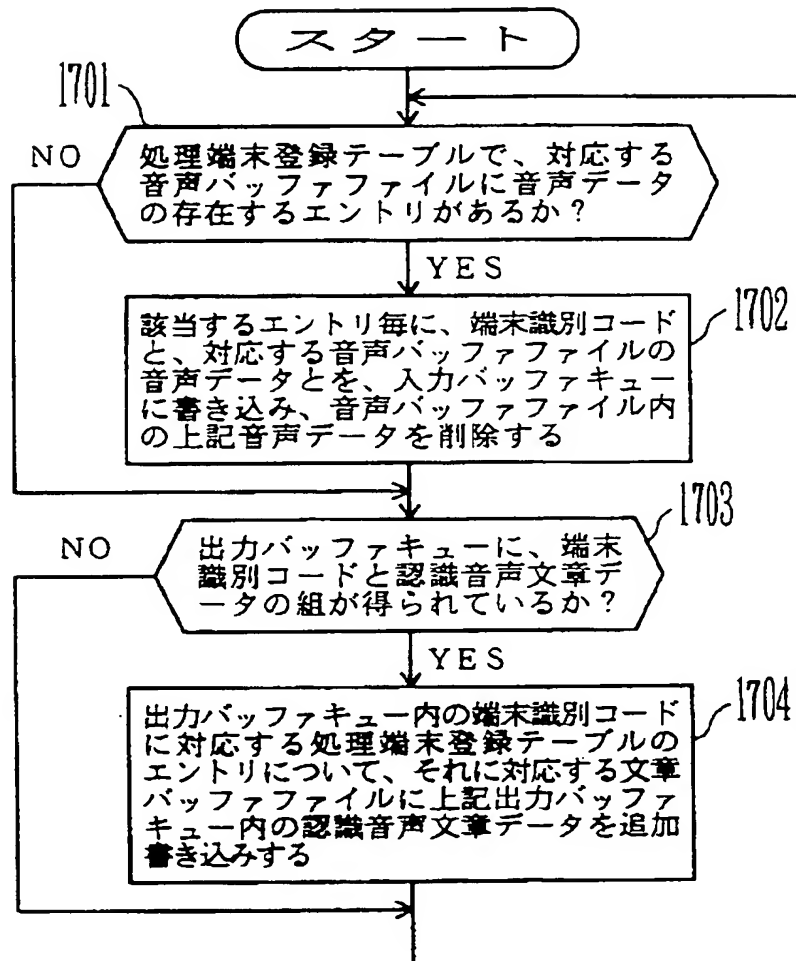 スタート
1701
処理端末登録テーブルで、対応する
音声バッファファイルに音声データ
の存在するエントリがあるか？
NO
YES
1702
該当するエントリ毎に、端末識別コード
と、対応する音声バッファファイルの
音声データとを、入力バッファキュー
に書き込み、音声バッファファイル内
の上記音声データを削除する
1703
出力バッファキューに、端末
識別コードと認識音声文章デ
ータの組が得られているか？
NO
YES
1704
出力バッファキュー内の端末識別コード
に対応する処理端末登録テーブルの
エントリについて、それに対応する文章
バッファファイルに上記出力バッファ
キュー内の認識音声文章データを追加
書き込みする